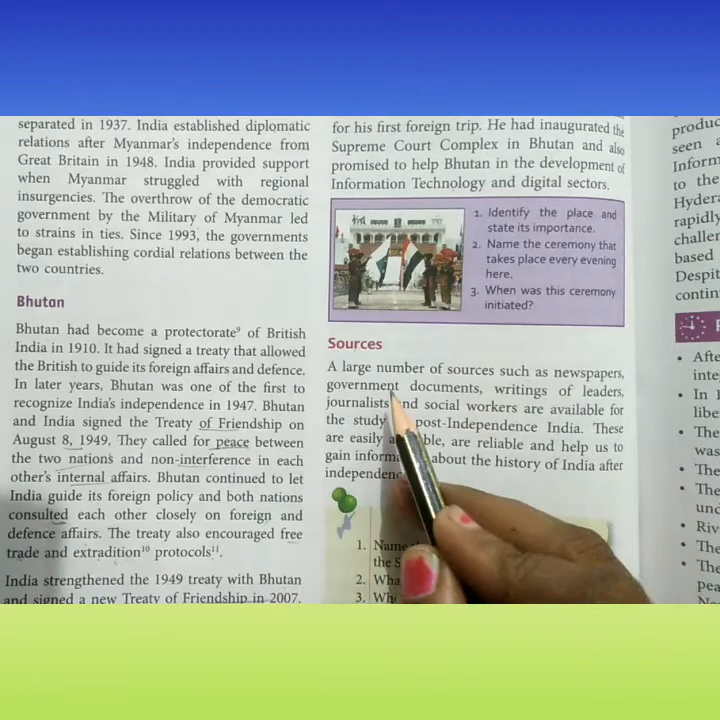 separated in 1937. India established diplomatic
relations after Myanmar's independence from
Great Britain in 1948. India provided support
when Myanmar struggled with regional
insurgencies. The overthrow of the democratic
government by the Military of Myanmar led
to strains in ties. Since 1993, the governments
began establishing cordial relations between the
two countries.
Bhutan
Bhutan had become a protectorate⁹ of British
India in 1910. It had signed a treaty that allowed
the British to guide its foreign affairs and defence.
In later years, Bhutan was one of the first to
recognize India's independence in 1947. Bhutan
and India signed the Treaty of Friendship on
August 8, 1949. They called for peace between
the two nations and non-interference in each
other's internal affairs. Bhutan continued to let
India guide its foreign policy and both nations
consulted each other closely on foreign and
defence affairs. The treaty also encouraged free
trade and extradition¹⁰ protocols¹¹.
India strengthened the 1949 treaty with Bhutan
and signed a new Treaty of Friendship in 2007.
for his first foreign trip. He had inaugurated the
Supreme Court Complex in Bhutan and also
promised to help Bhutan in the development of
Information Technology and digital sectors.
1. Identify the place and
state its importance.
2. Name the ceremony that
takes place every evening
here.
3. When was this ceremony
initiated?
Sources
A large number of sources such as newspapers,
government documents, writings of leaders,
journalists and social workers are available for
the study post-Independence India. These
are easily are reliable and help us to
gain about the history of India after
1. Name
the
2.
3.
produc
seen a
Inform
to the
Hydera
rapidly
challen
based
Despit
contin
• Afte
inte
• In 1
libe
• The
was
• The
• The
und
• Riv
• The
• The
pea